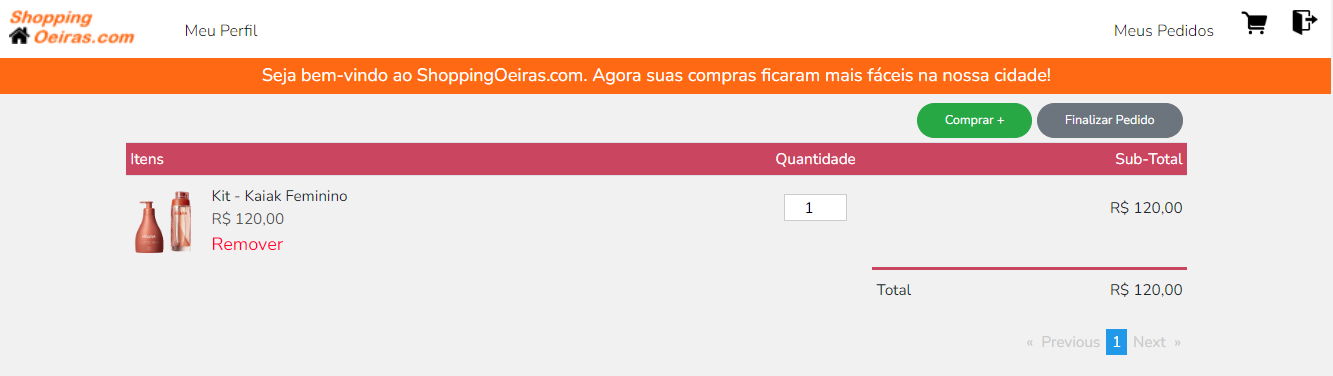 Shopping
Oeiras.com
Meu Perfil
Meus Pedidos
Seja bem-vindo ao ShoppingOeiras.com. Agora suas compras ficaram mais fáceis na nossa cidade!
Comprar + Finalizar Pedido
Itens Quantidade Sub-Total
Kit - Kaiak Feminino
R$ 120,00
Remover
1
R$ 120,00
Total R$ 120,00
« Previous 1 Next »